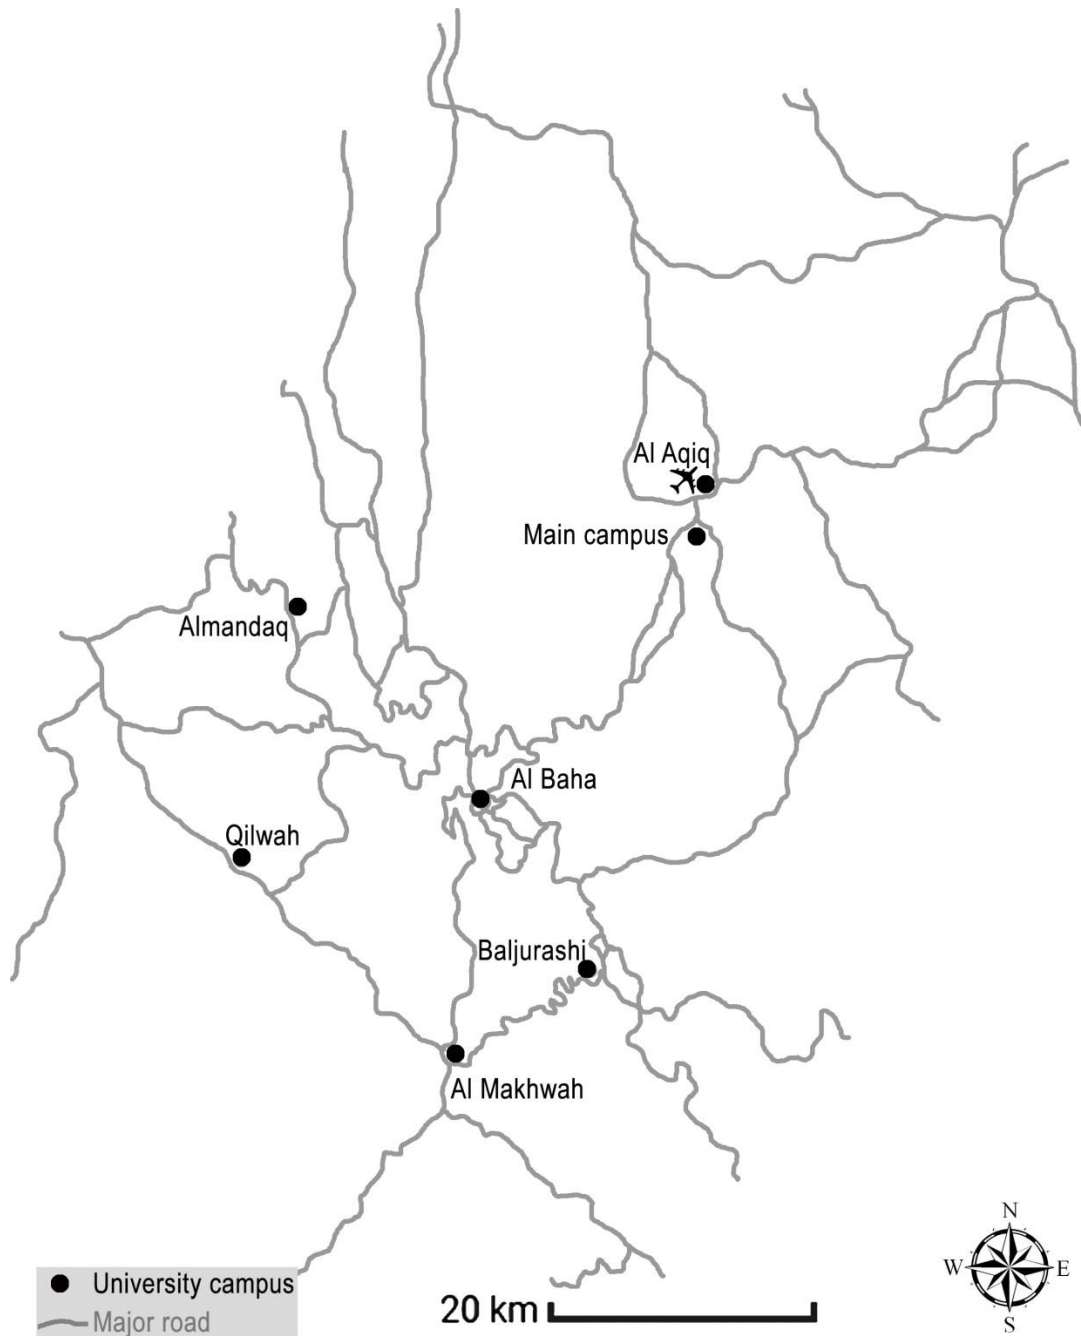 Al Aqiq
Main campus
Almandaq
Al Baha
Qilwah
Baljurashi
Al Makhwah
N
W E
S
University campus
Major road
20 km